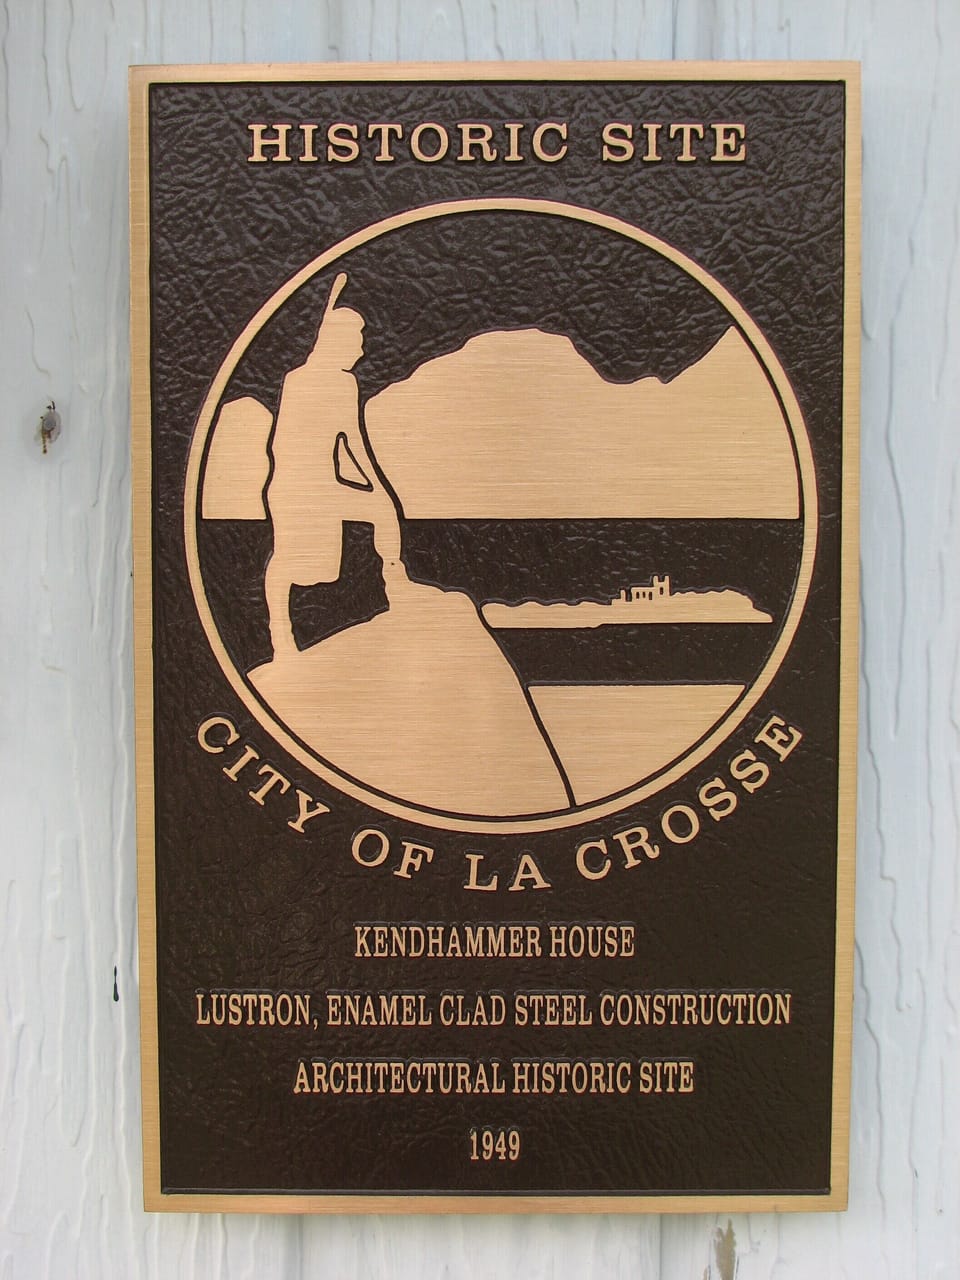 HISTORIC SITE
CITY OF LA CROSSE
KENDHAMMER HOUSE
LUSTRON, ENAMEL CLAD STEEL CONSTRUCTION
ARCHITECTURAL HISTORIC SITE
1949